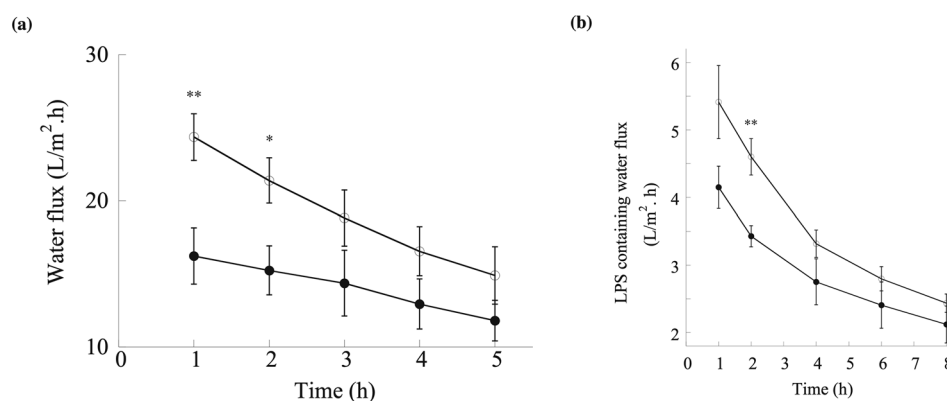 (a)
30
20
10
Water flux (L/m².h)
**
*
0 1 2 3 4 5
Time (h)
(b)
6
5
4
3
2
LPS containing water flux
(L/m². h)
**
*
0 1 2 3 4 5 6 7 8
Time (h)